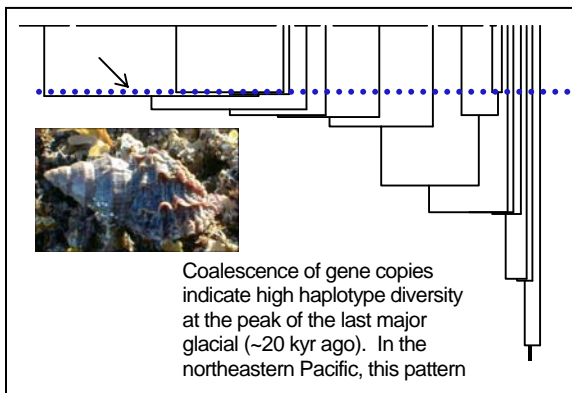 Coalescence of gene copies
indicate high haplotype diversity
at the peak of the last major
glacial (~20 kyr ago).  In the
northeastern Pacific, this pattern